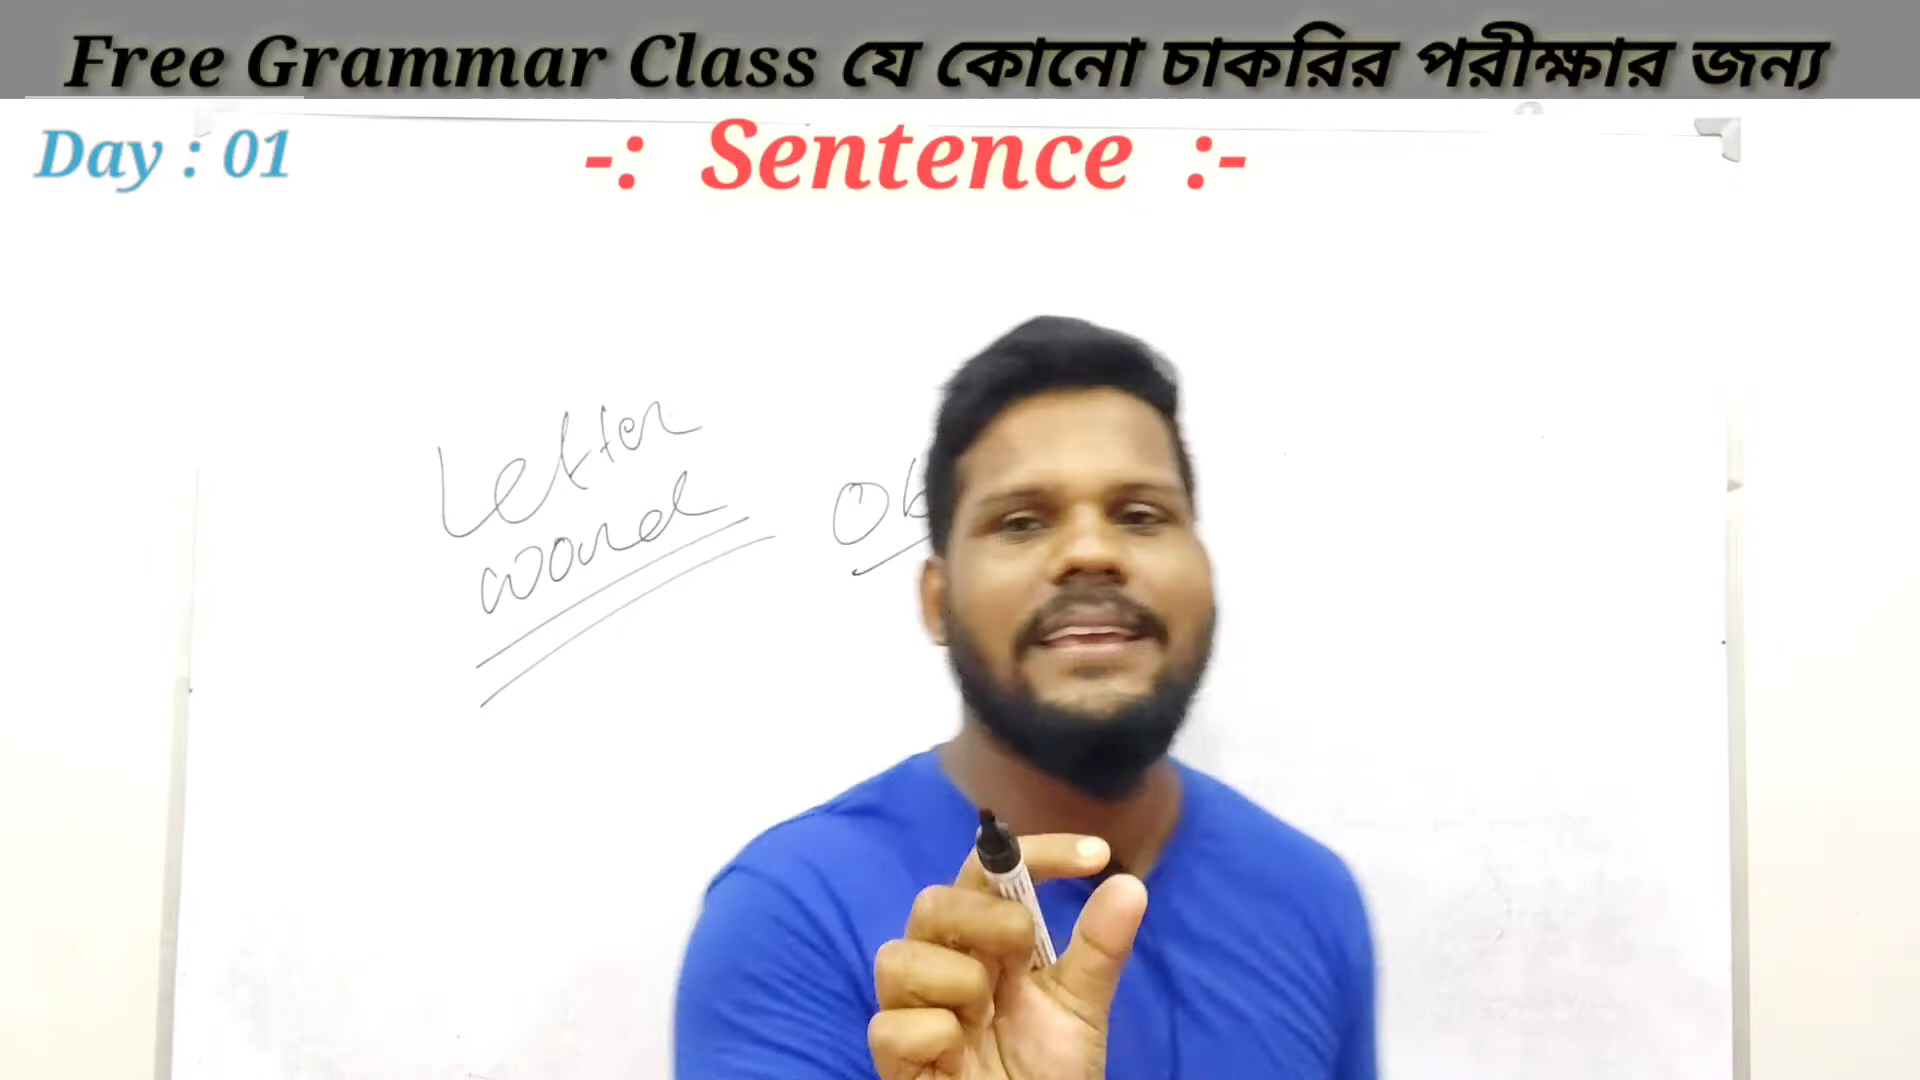 Free Grammar Class যে কোনো চাকরির পরীক্ষার জন্য
Day : 01
-: Sentence :-
Letter
word